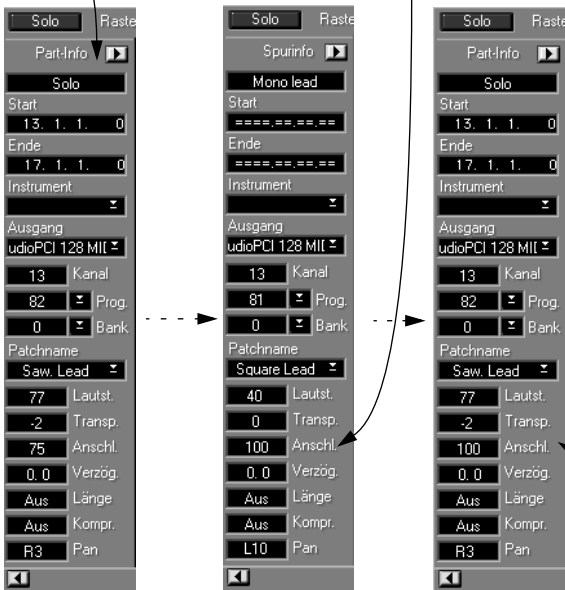 Solo Raste
Part-Info
Solo
Start
13. 1. 1. 0
Ende
17. 1. 1. 0
Instrument
Ausgang
udioPCI 128 MI
13 Kanal
82 Prog.
0 Bank
Patchname
Saw. Lead
77 Lautst.
-2 Transp.
75 Anschl.
0. 0 Verzög.
Aus Länge
Aus Kompr.
R3 Pan
Solo Raste
Spurinfo
Mono lead
Start
====.==.==.==
Ende
====.==.==.==
Instrument
Ausgang
udioPCI 128 MI
13 Kanal
81 Prog.
0 Bank
Patchname
Square Lead
40 Lautst.
0 Transp.
100 Anschl.
0. 0 Verzög.
Aus Länge
Aus Kompr.
L10 Pan
Solo Raste
Part-Info
Solo
Start
13. 1. 1. 0
Ende
17. 1. 1. 0
Instrument
Ausgang
udioPCI 128 MI
13 Kanal
82 Prog.
0 Bank
Patchname
Saw. Lead
77 Lautst.
-2 Transp.
100 Anschl.
0. 0 Verzög.
Aus Länge
Aus Kompr.
R3 Pan